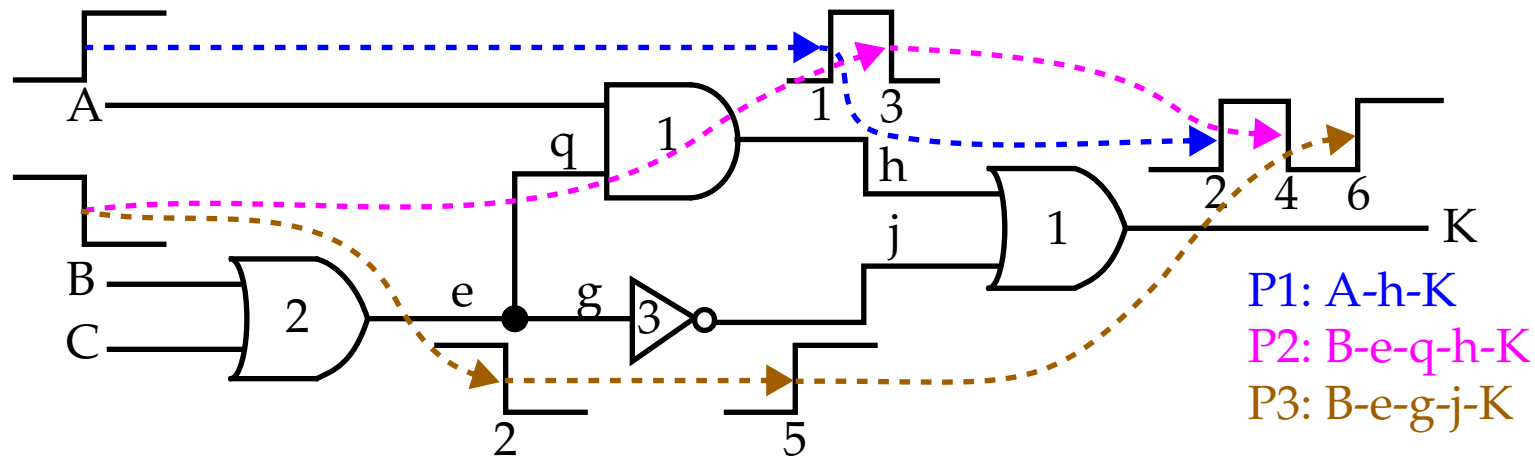 A
1 3
q
1
h
2 4 6
j
1
K
B
e
g
2
3
C
P1: A-h-K
P2: B-e-q-h-K
P3: B-e-g-j-K
2
5